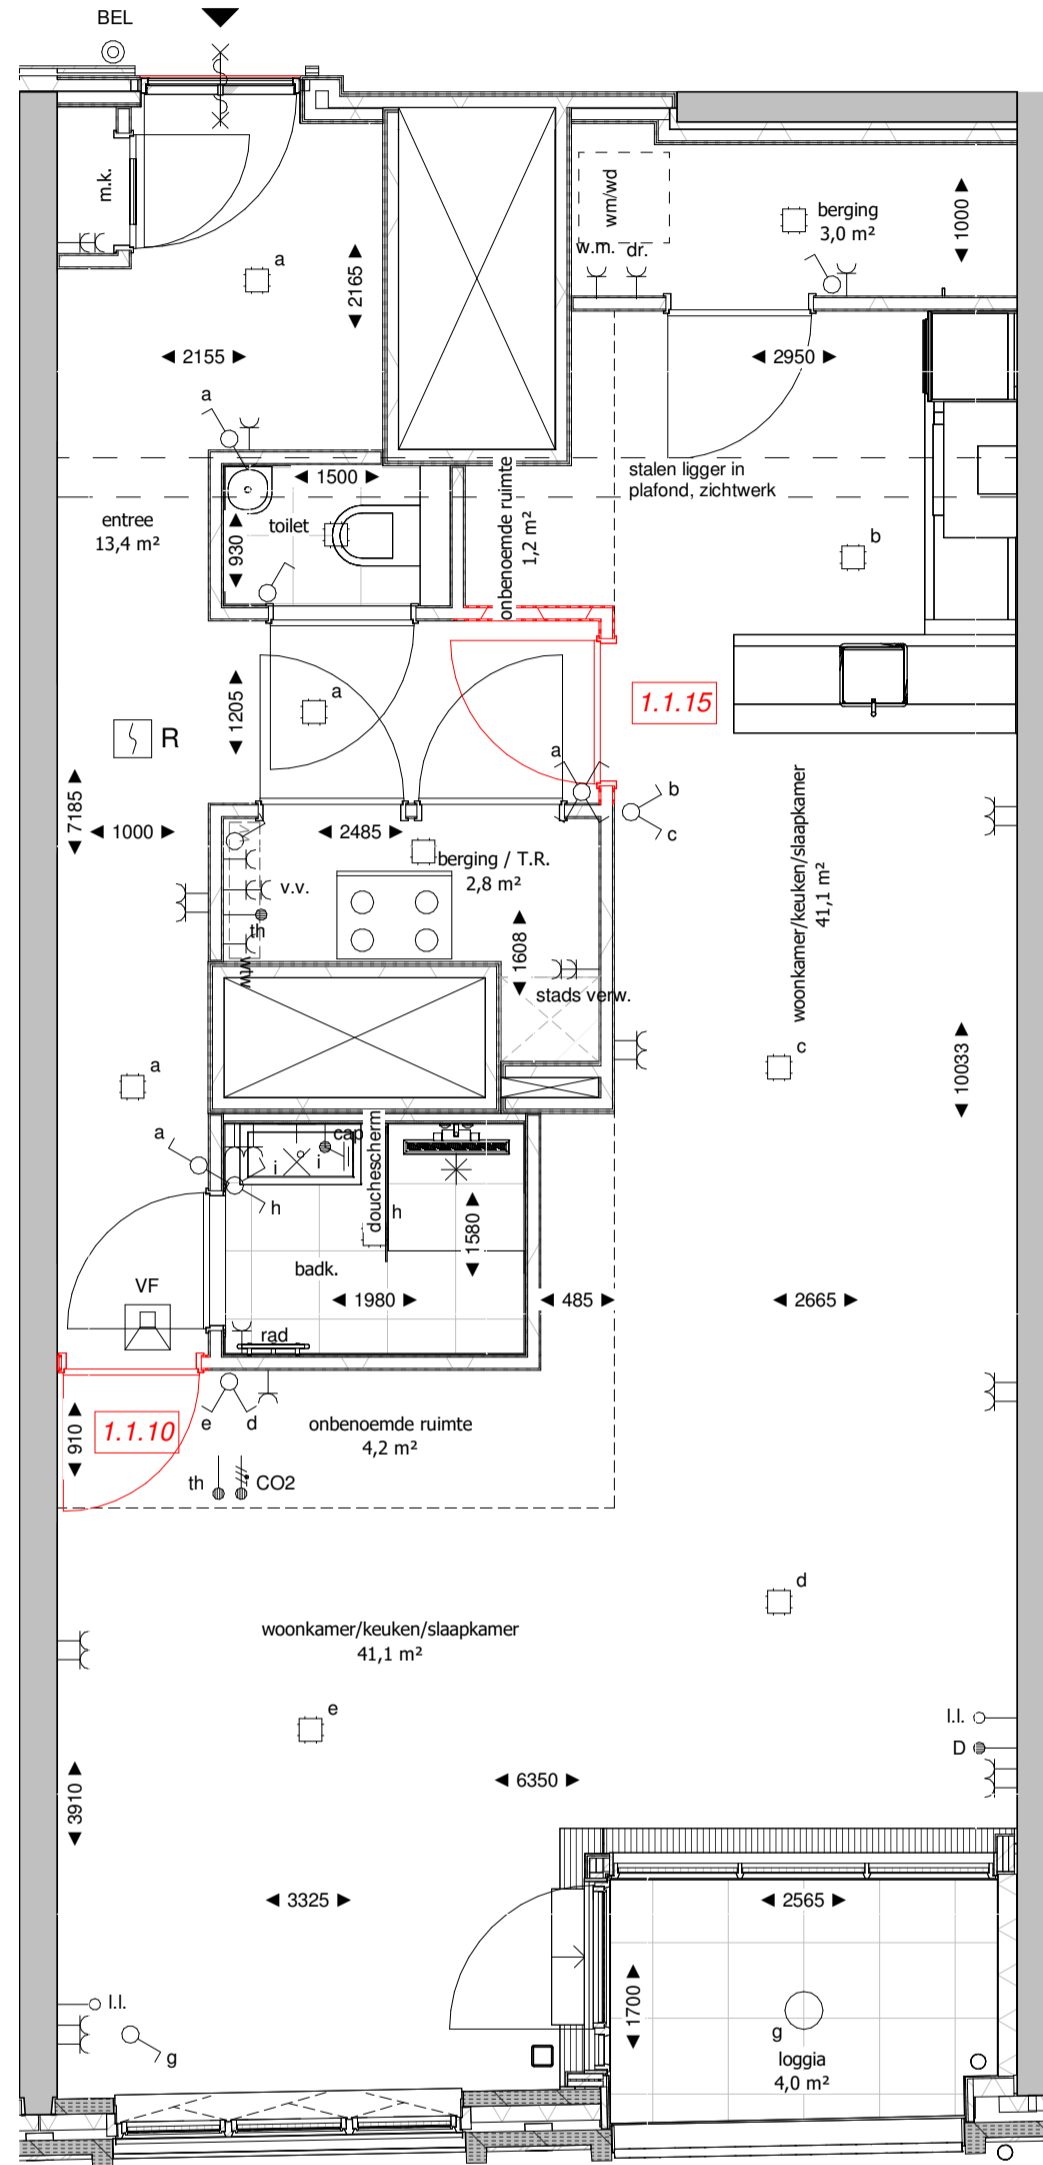 BEL
m.k.
a
2165
2155
a
wm/wd
w.m.
dr.
berging
3,0 m²
1000
2950
stalen ligger in
plafond, zichtwerk
1500
toilet
930
entree
13,4 m²
onbenoemde ruimte
1,2 m²
b
1205
a
1.1.15
R
a
b
c
7185
1000
2485
berging / T.R.
2,8 m²
v.v.
th
wtw
1608
stads verw.
woonkamer/keuken/slaapkamer
41,1 m²
c
10033
a
a
cap
i
i
h
douchescherm
h
1580
badk.
VF
1980
485
2665
rad
910
1.1.10
e
d
onbenoemde ruimte
4,2 m²
th
CO2
d
woonkamer/keuken/slaapkamer
41,1 m²
e
l.l.
D
6350
3910
3325
2565
1700
l.l.
g
g
loggia
4,0 m²